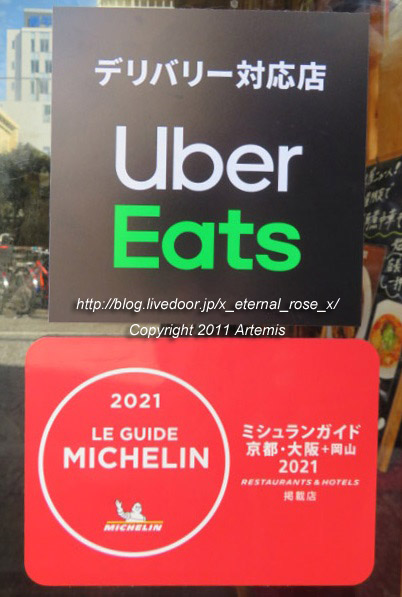 デリバリー対応店
Uber
Eats
http://blog.livedoor.jp/x_eternal_rose_x/
Copyright 2011 Artemis
2021
LE GUIDE
MICHELIN
MICHELIN
ミシュランガイド
京都・大阪+岡山
2021
RESTAURANTS & HOTELS
掲載店